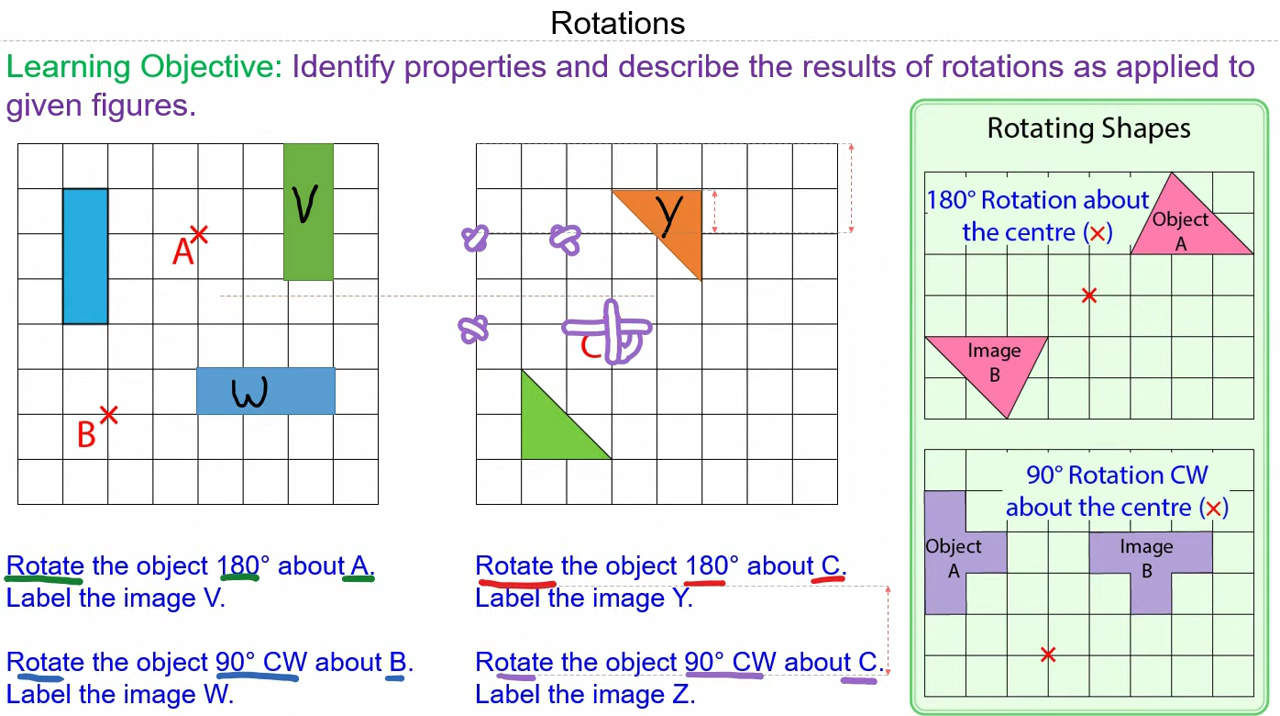 Rotations
Learning Objective: Identify properties and describe the results of rotations as applied to
given figures.
V
A
W
B
Y
C
Rotating Shapes
180° Rotation about
the centre (×)
Object
A
Image
B
90° Rotation CW
about the centre (×)
Object
A
Image
B
Rotate the object 180° about A.
Label the image V.
Rotate the object 90° CW about B.
Label the image W.
Rotate the object 180° about C.
Label the image Y.
Rotate the object 90° CW about C.
Label the image Z.